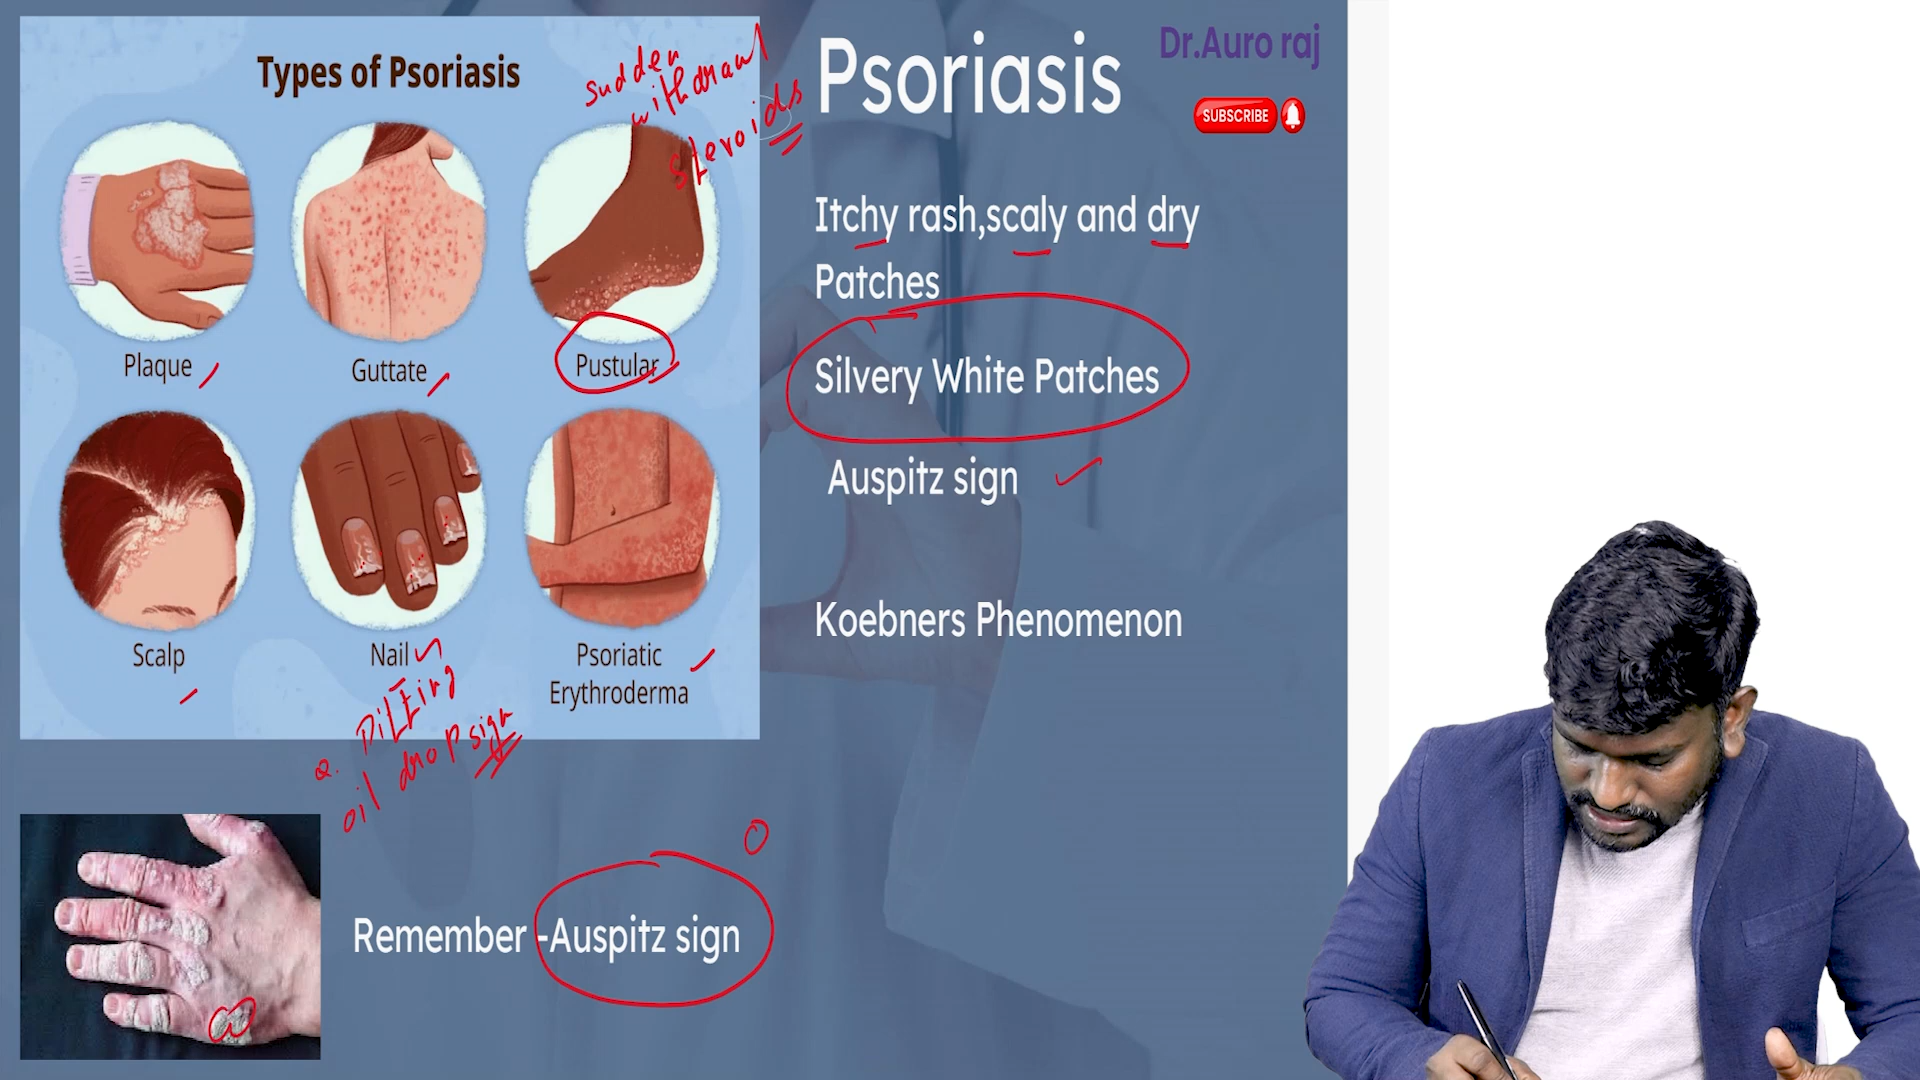 Types of Psoriasis
sudden
withdrawl
steroids
Plaque
Guttate
Pustular
Scalp
Nail
Psoriatic
Erythroderma
Pitting
oil drop sign
Psoriasis
Dr.Auro raj
SUBSCRIBE
Itchy rash,scaly and dry
Patches
Silvery White Patches
Auspitz sign
Koebners Phenomenon
Remember -Auspitz sign